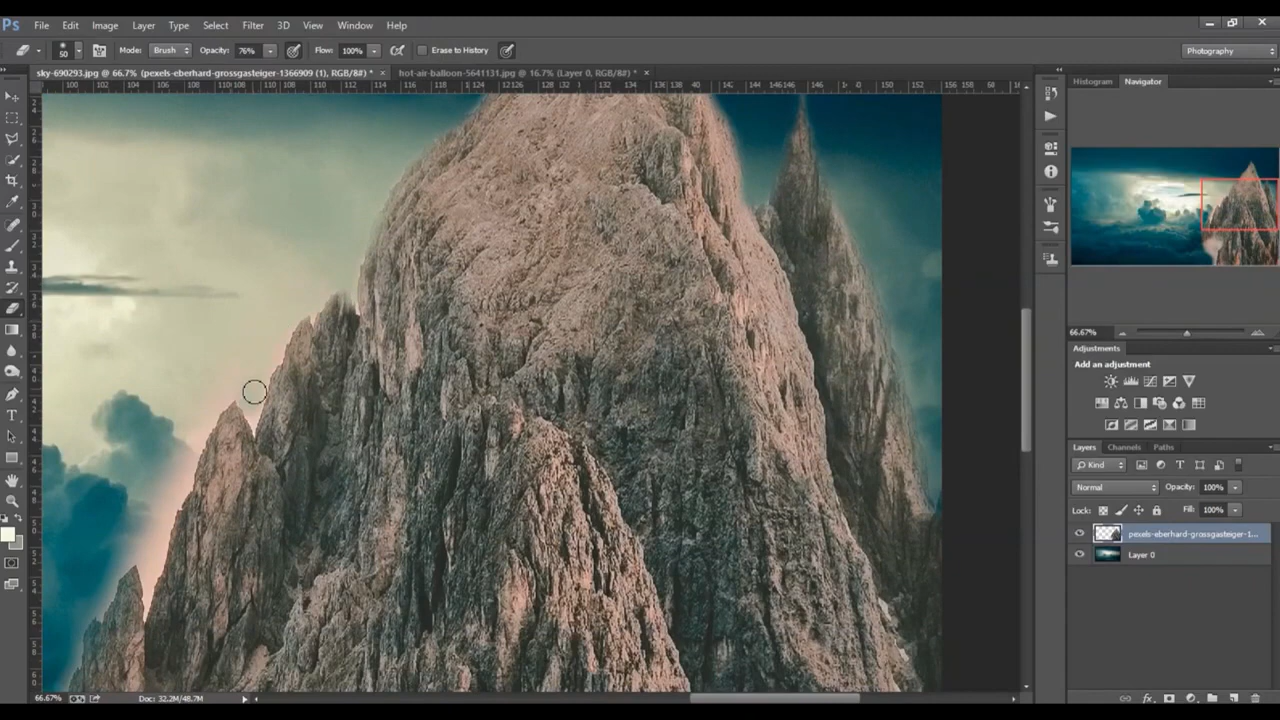 Ps File Edit Image Layer Type Select Filter 3D View Window Help
50 Mode: Brush Opacity: 76% Flow: 100% Erase to History Photography
sky-690293.jpg @ 66.7% (pexels-eberhard-grossgasteiger-1366909 (1), RGB/8#) * × hot-air-balloon-5641131.jpg @ 16.7% (Layer 0, RGB/8#) * ×
Histogram Navigator
66.67%
Adjustments
Add an adjustment
Layers Channels Paths
Kind
Normal Opacity: 100%
Lock: Fill: 100%
pexels-eberhard-grossgasteiger-1...
Layer 0
66.67% Doc: 32.2M/48.7M